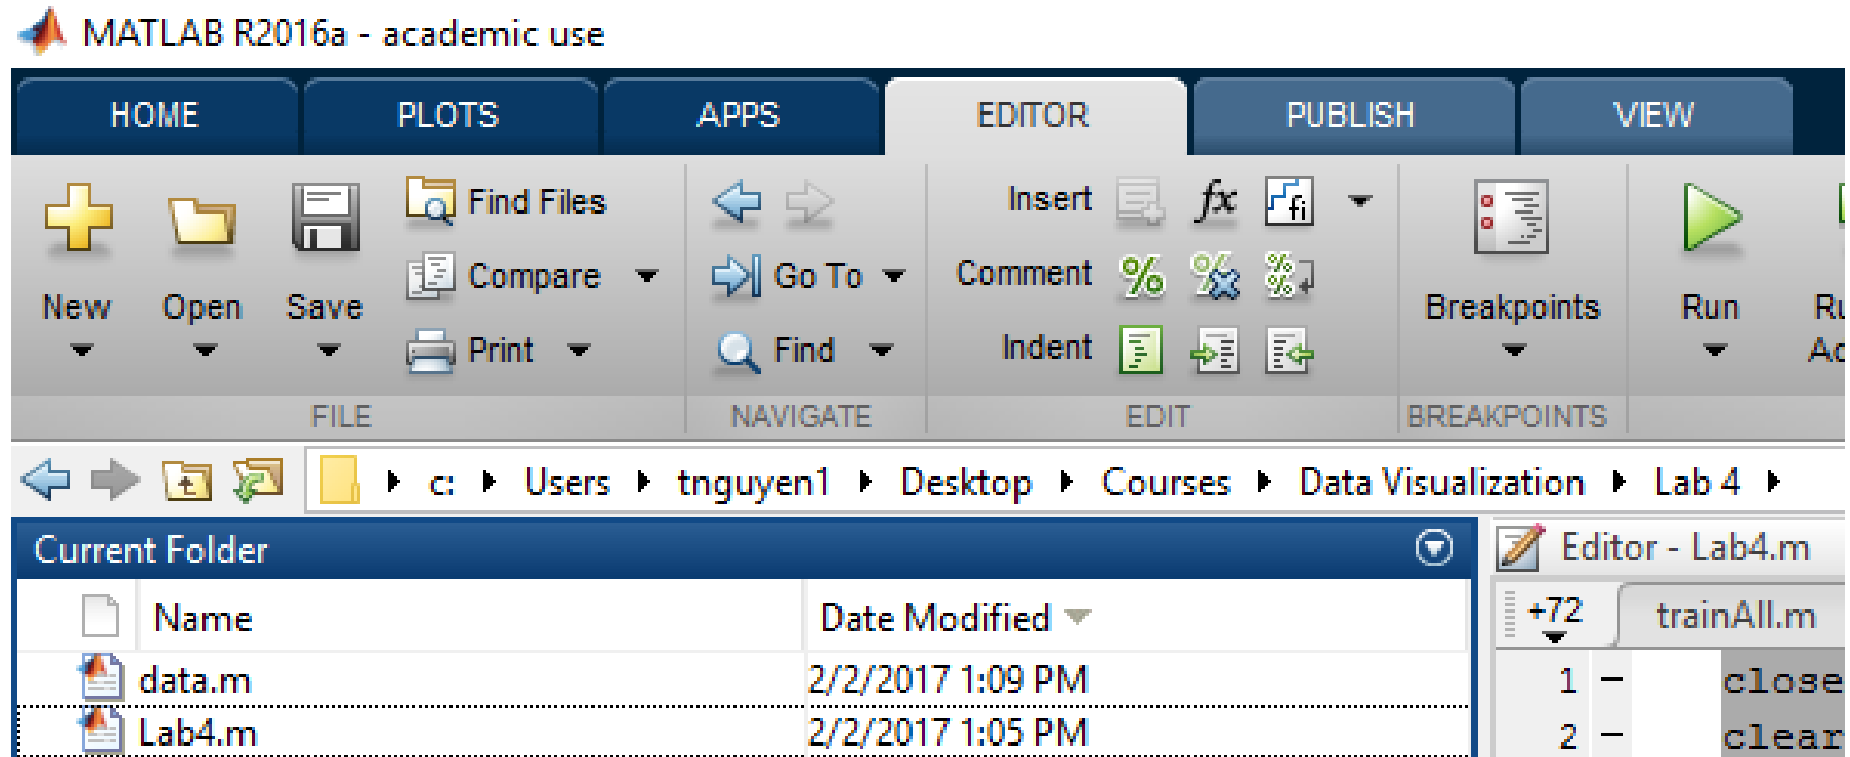 MATLAB R2016a - academic use
HOME PLOTS APPS EDITOR PUBLISH VIEW
Find Files Insert fx fi
New Open Save Compare Go To Comment Breakpoints Run
Print Find Indent
FILE NAVIGATE EDIT BREAKPOINTS
c: Users tnguyen1 Desktop Courses Data Visualization Lab 4
Current Folder Editor - Lab4.m
Name Date Modified +72 trainAll.m
data.m 2/2/2017 1:09 PM 1 – close
Lab4.m 2/2/2017 1:05 PM 2 – clear